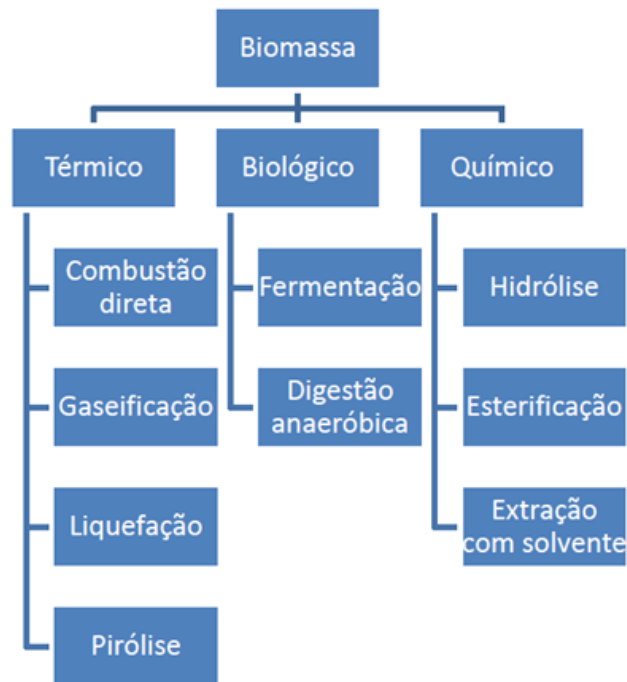 Biomassa
Térmico
Biológico
Químico
Combustão
direta
Fermentação
Hidrólise
Gaseificação
Digestão
anaeróbica
Esterificação
Liquefação
Extração
com solvente
Pirólise